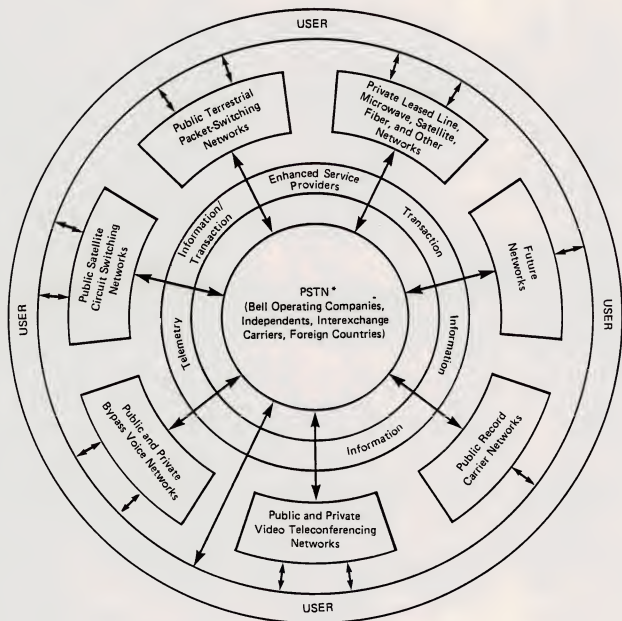 USER
Public Terrestrial
Packet-Switching
Networks
Private Leased Line,
Microwave, Satellite,
Fiber, and Other
Networks
Enhanced Service
Providers
Information/
Transaction
Transaction
Public Satellite
Circuit Switching
Networks
Future
Networks
PSTN*
(Bell Operating Companies,
Independents, Interexchange
Carriers, Foreign Countries)
USER
USER
Telemetry
Information
Public and Private
Bypass Voice Networks
Information
Public Record
Carrier Networks
Public and Private
Video Teleconferencing
Networks
USER